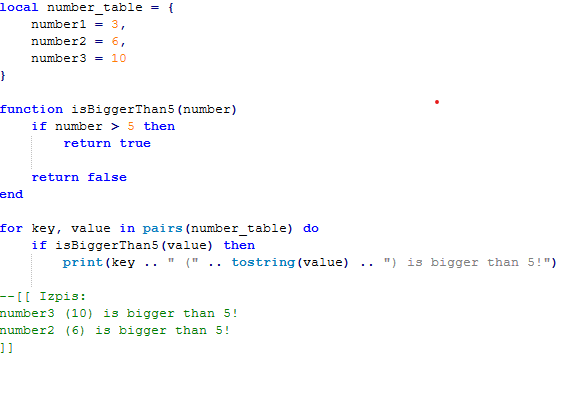 local number_table = {
    number1 = 3,
    number2 = 6,
    number3 = 10
}
function isBiggerThan5(number)
    if number > 5 then
        return true
    return false
end
for key, value in pairs(number_table) do
    if isBiggerThan5(value) then
        print(key .. " (" .. tostring(value) .. ") is bigger than 5!")
--[[ Izpis:
number3 (10) is bigger than 5!
number2 (6) is bigger than 5!
]]